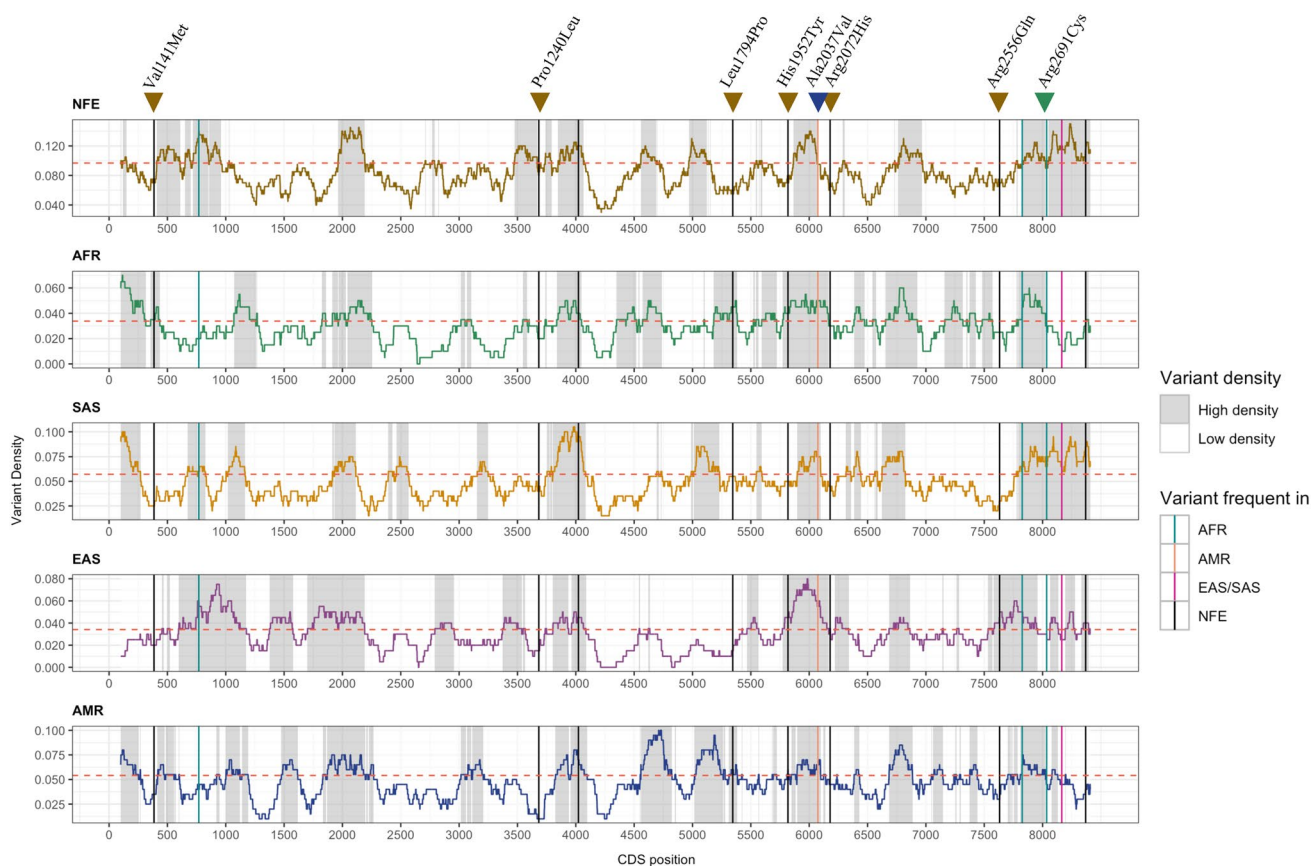 Val141Met Pro1240Leu Leu1794Pro His1952Tyr Ala2037Val Arg2072His Arg2556Gln Arg2691Cys
NFE
0.120
0.080
0.040
0 500 1000 1500 2000 2500 3000 3500 4000 4500 5000 5500 6000 6500 7000 7500 8000
AFR
0.060
0.040
0.020
0.000
0 500 1000 1500 2000 2500 3000 3500 4000 4500 5000 5500 6000 6500 7000 7500 8000
SAS
0.100
0.075
0.050
0.025
0 500 1000 1500 2000 2500 3000 3500 4000 4500 5000 5500 6000 6500 7000 7500 8000
EAS
0.080
0.060
0.040
0.020
0.000
0 500 1000 1500 2000 2500 3000 3500 4000 4500 5000 5500 6000 6500 7000 7500 8000
AMR
0.100
0.075
0.050
0.025
0 500 1000 1500 2000 2500 3000 3500 4000 4500 5000 5500 6000 6500 7000 7500 8000
CDS position
Variant Density
Variant density
High density
Low density
Variant frequent in
AFR
AMR
EAS/SAS
NFE